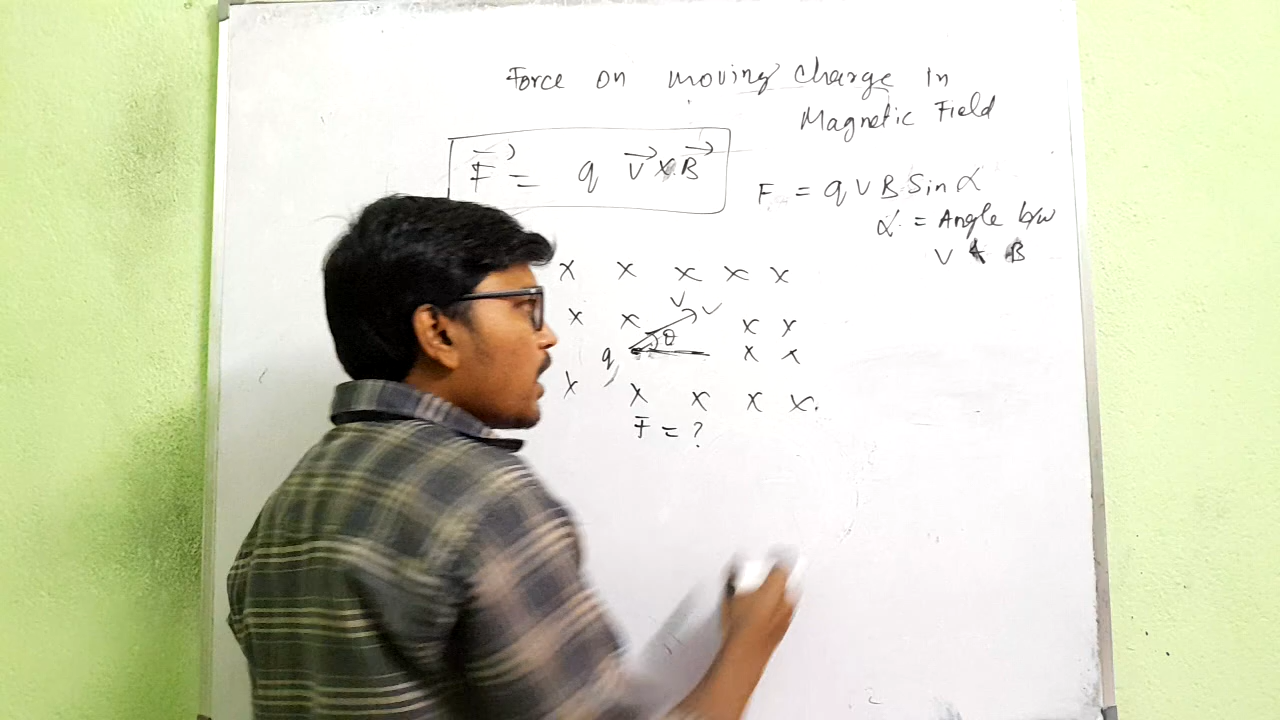 Force on moving charge In
Magnetic Field
F⃗ = q V⃗ × B⃗
F = q V B Sin α
α = Angle b/w
V & B
x x x x x
V
x x V x x
θ
q x x
x x x x x.
F = ?